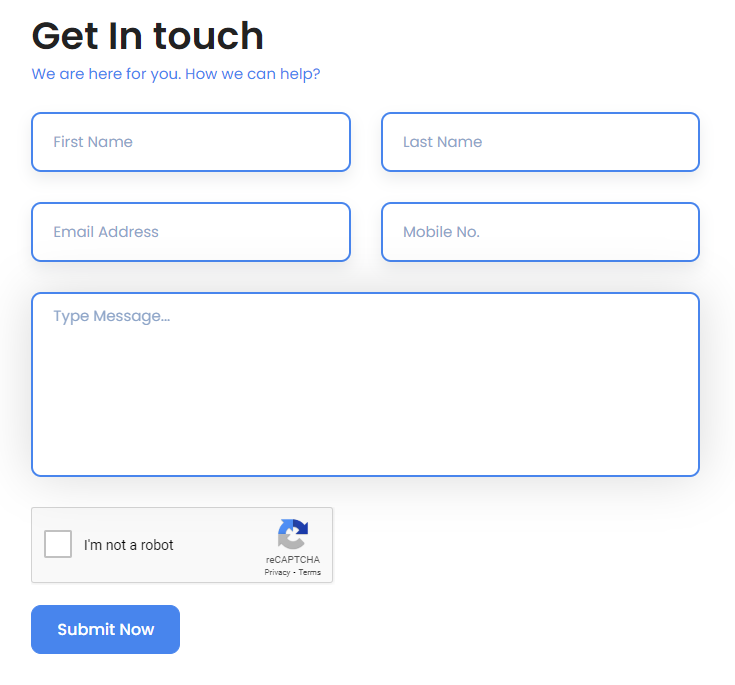 Get In touch
We are here for you. How we can help?
First Name
Last Name
Email Address
Mobile No.
Type Message...
I'm not a robot
reCAPTCHA
Privacy - Terms
Submit Now